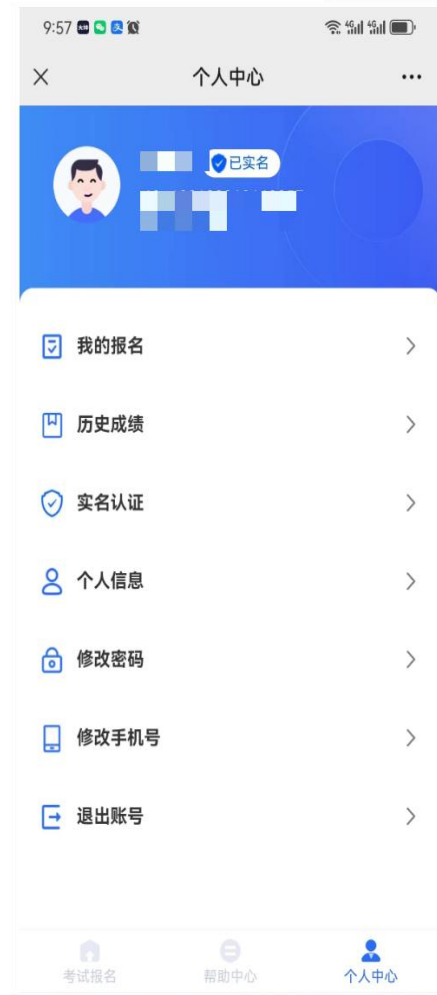 9:57
4G 4G
个人中心
已实名
我的报名
历史成绩
实名认证
个人信息
修改密码
修改手机号
退出账号
考试报名 帮助中心 个人中心